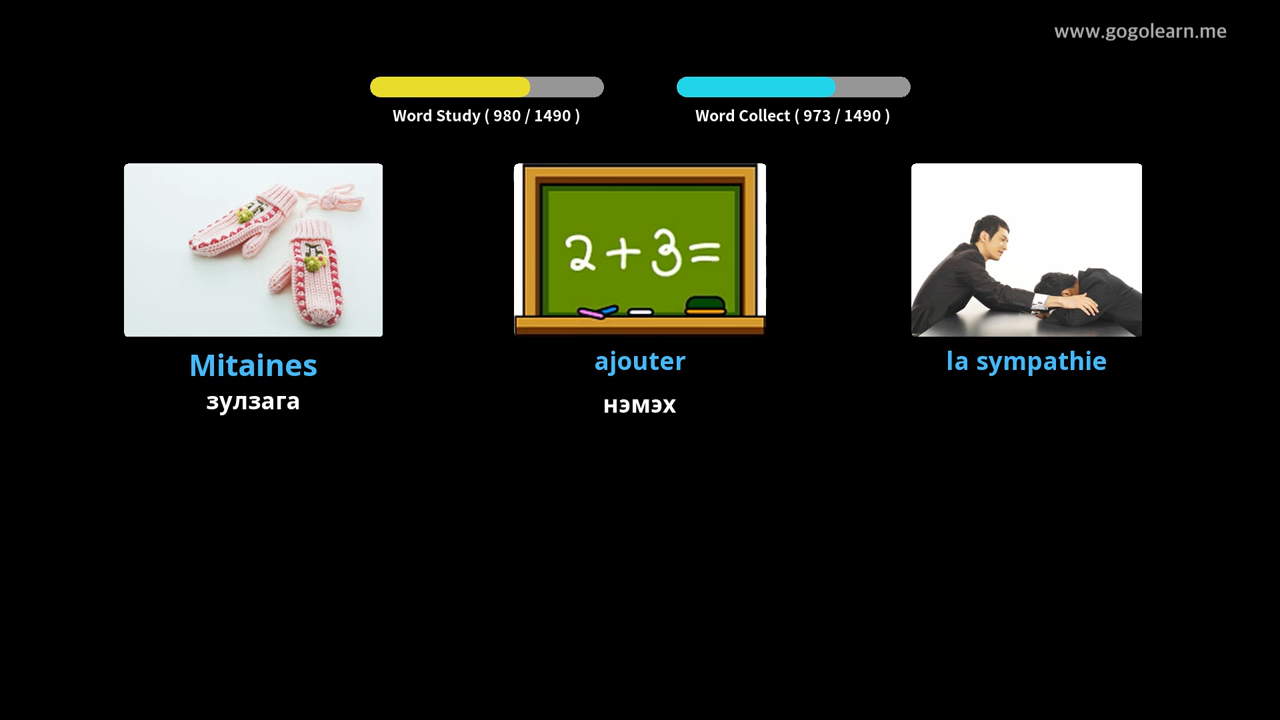 www.gogolearn.me
Word Study ( 980 / 1490 )
Word Collect ( 973 / 1490 )
2+3=
Mitaines
зулзага
ajouter
нэмэх
la sympathie